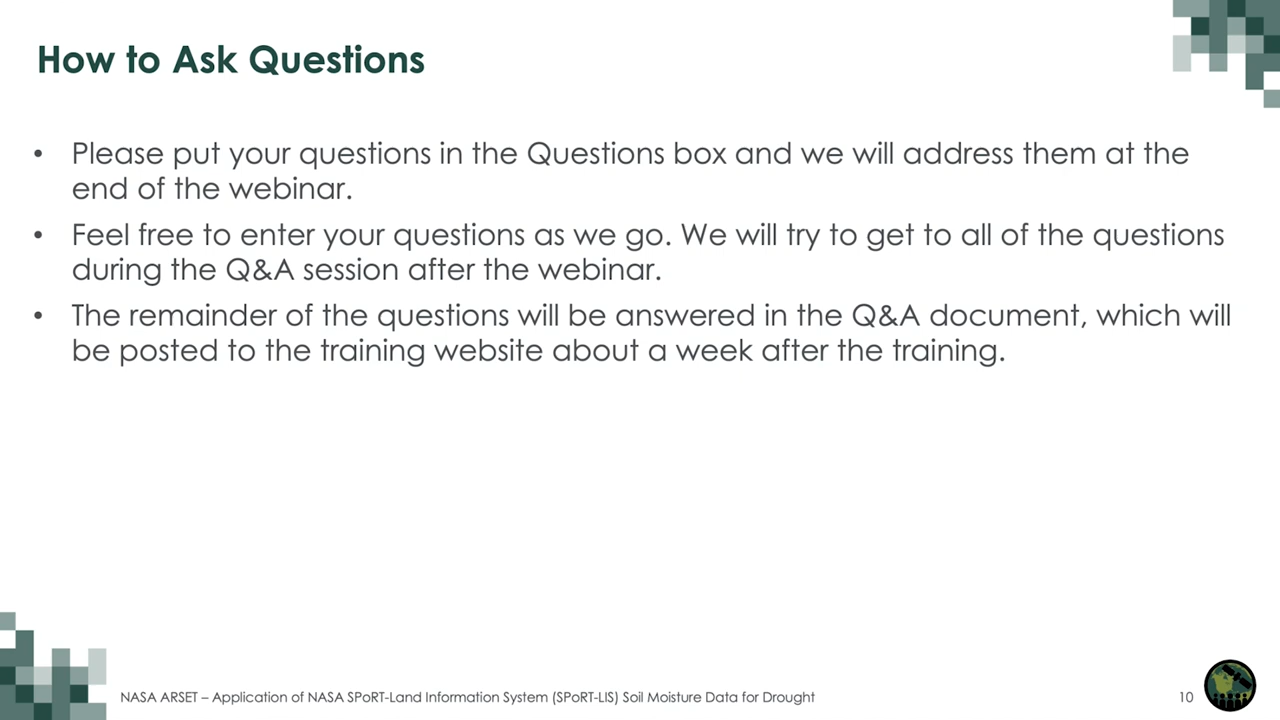 How to Ask Questions
• Please put your questions in the Questions box and we will address them at the
end of the webinar.
• Feel free to enter your questions as we go. We will try to get to all of the questions
during the Q&A session after the webinar.
• The remainder of the questions will be answered in the Q&A document, which will
be posted to the training website about a week after the training.
NASA ARSET – Application of NASA SPoRT-Land Information System (SPoRT-LIS) Soil Moisture Data for Drought
10